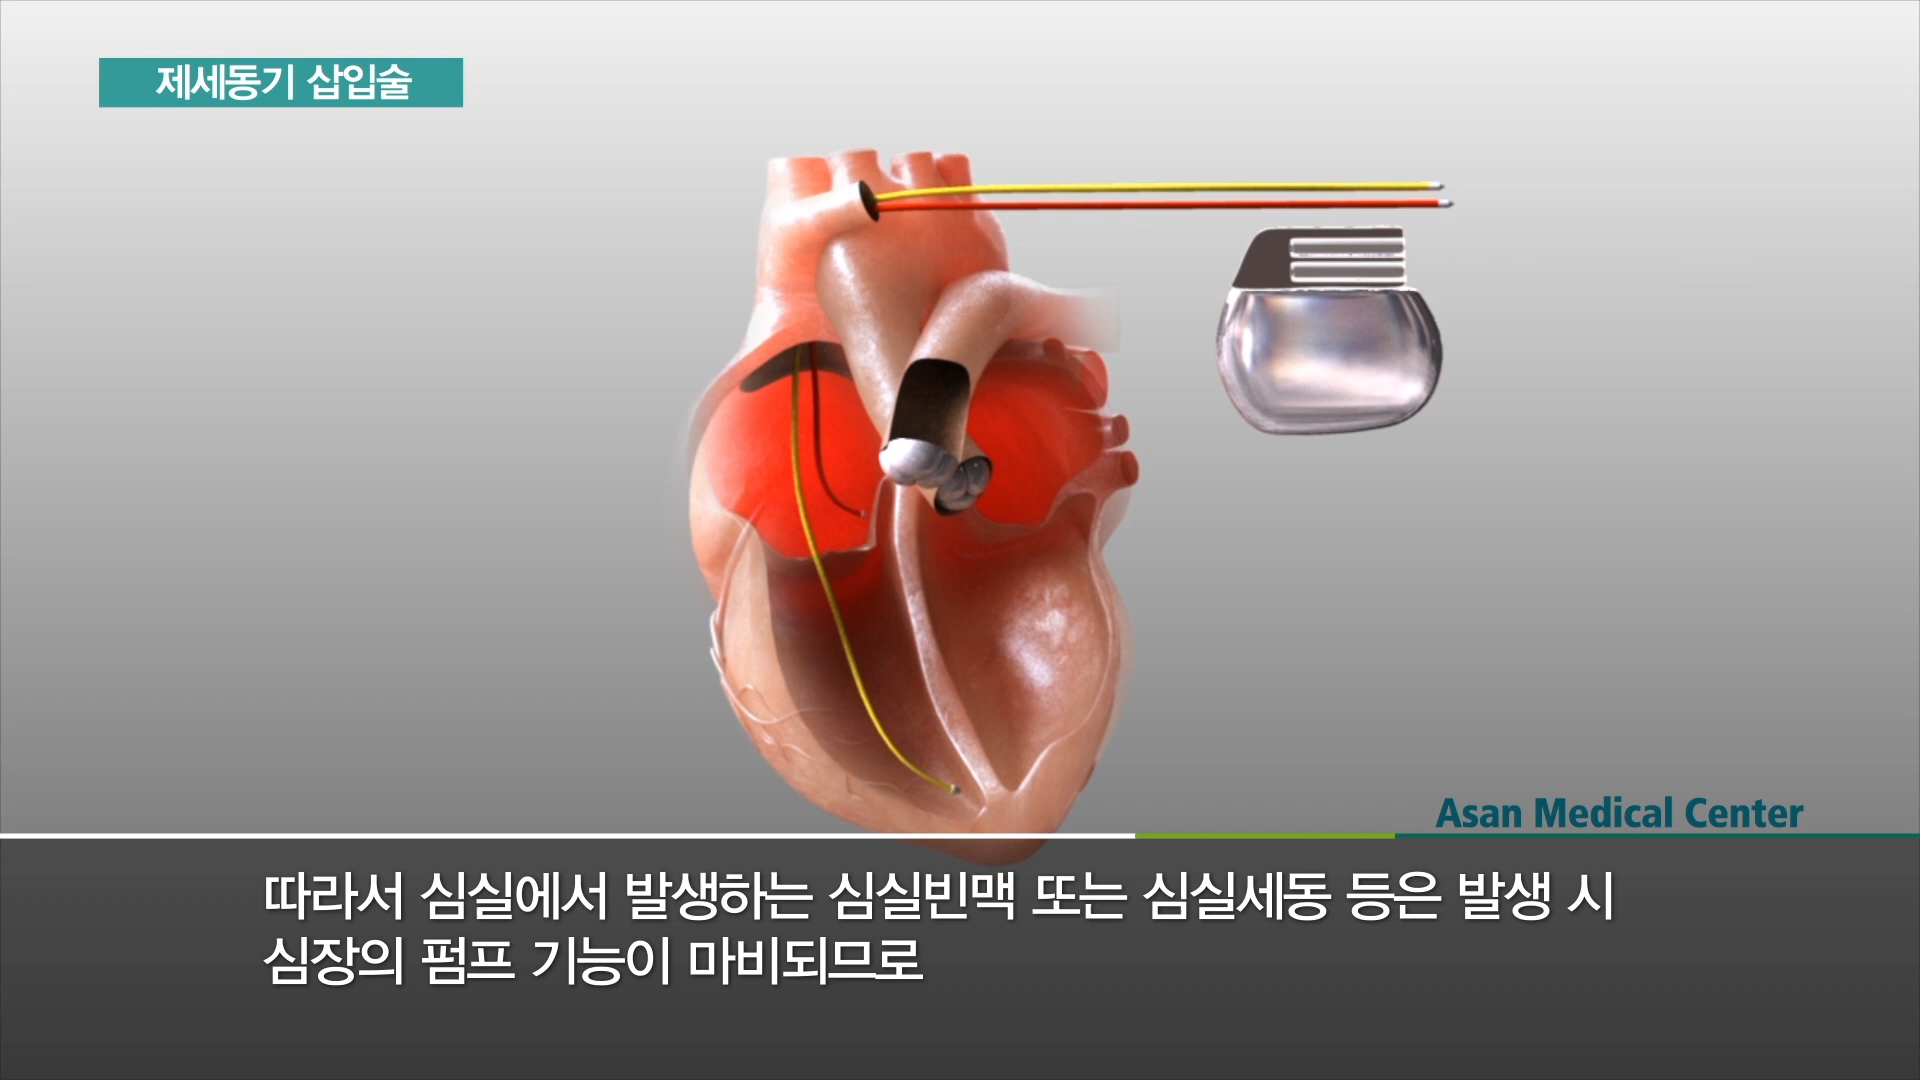 제세동기 삽입술
Asan Medical Center
따라서 심실에서 발생하는 심실빈맥 또는 심실세동 등은 발생 시
심장의 펌프 기능이 마비되므로